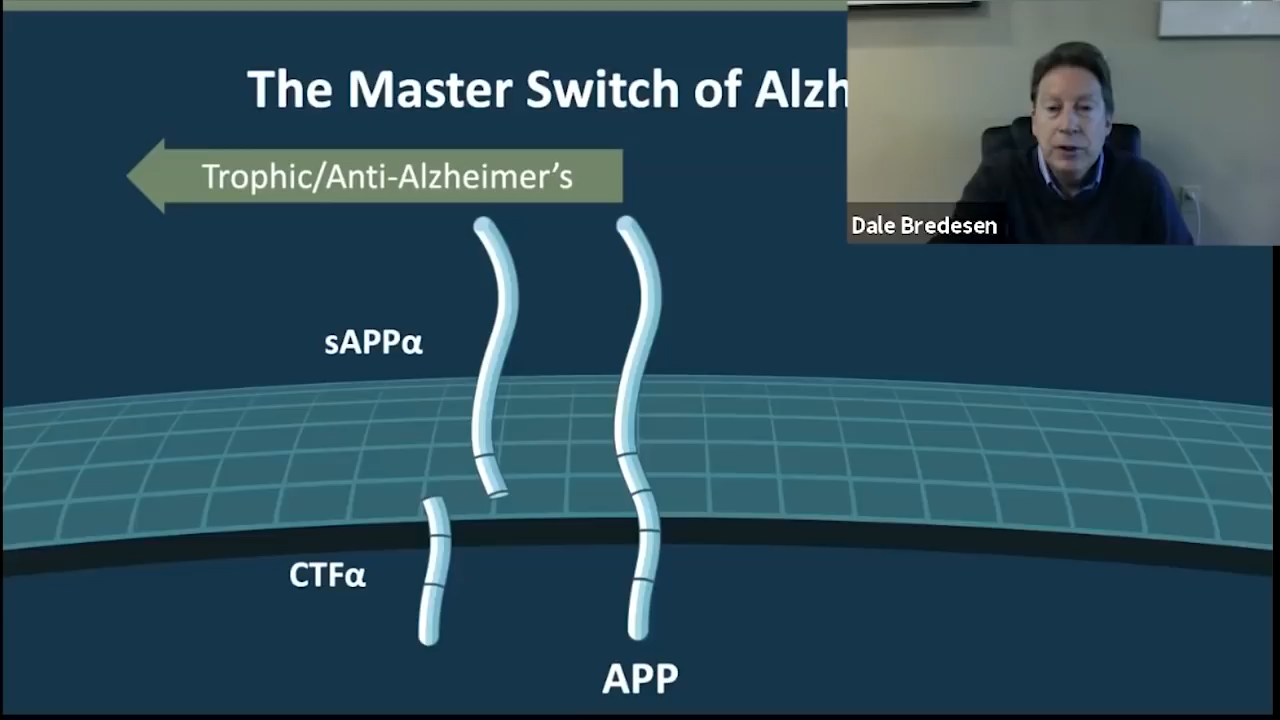 The Master Switch of Alzh
Trophic/Anti-Alzheimer's
Dale Bredesen
sAPPα
CTFα
APP